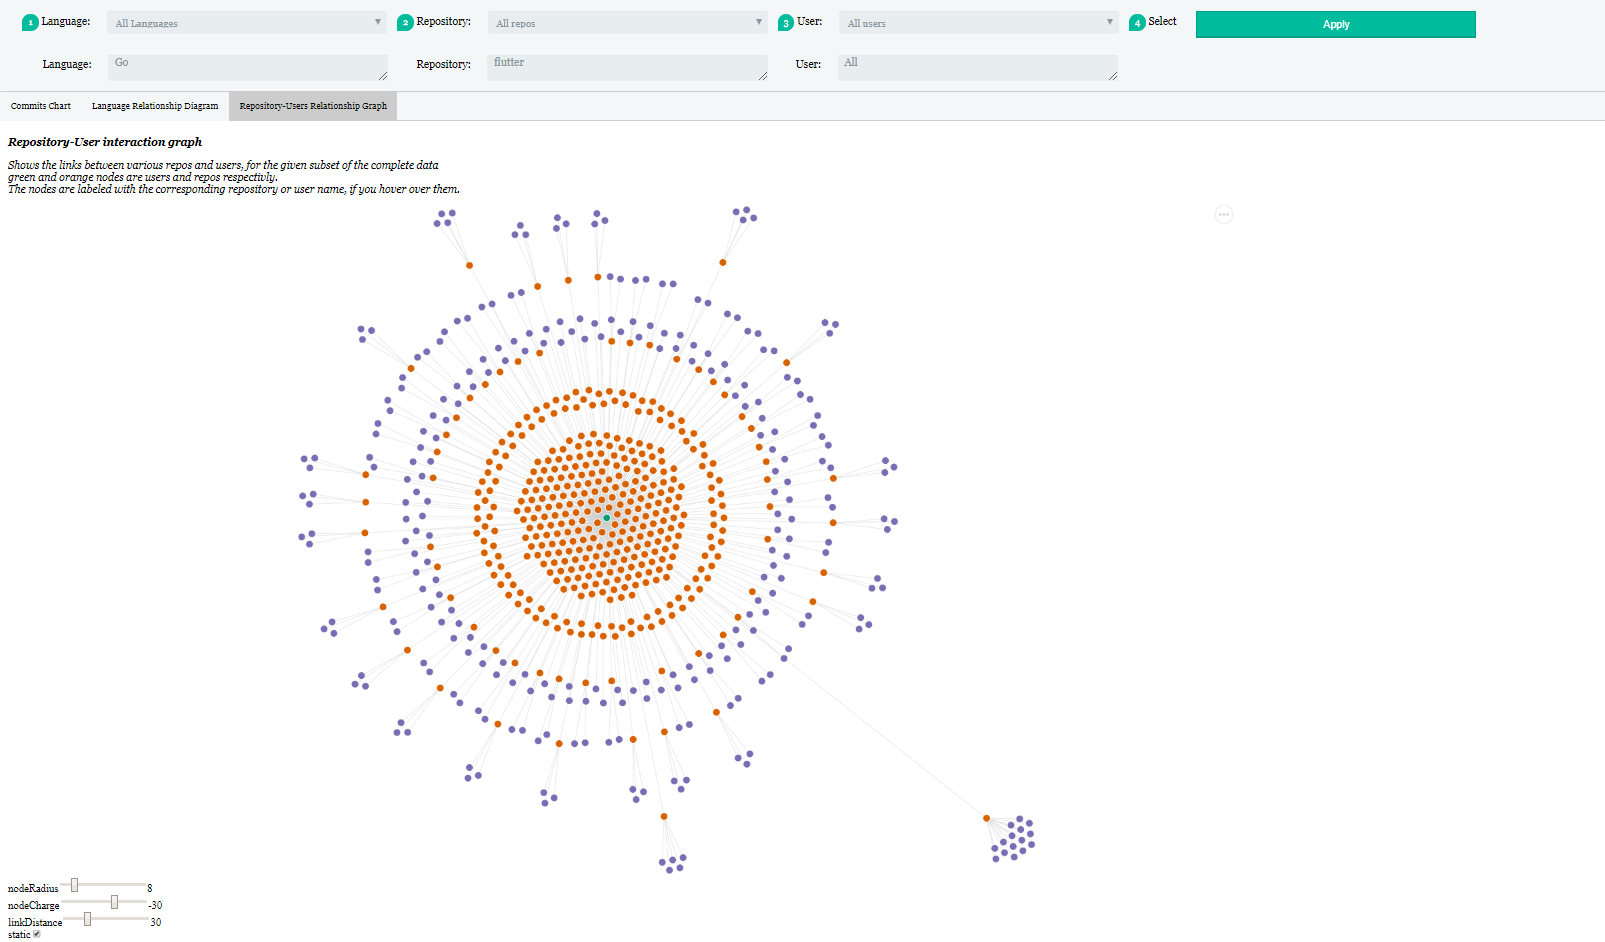 1 Language: All Languages ▼ 2 Repository: All repos ▼ 3 User: All users ▼ 4 Select Apply
Language: Go Repository: flutter User: All
Commits Chart Language Relationship Diagram Repository-Users Relationship Graph
Repository-User interaction graph
Shows the links between various repos and users, for the given subset of the complete data
green and orange nodes are users and repos respectivly.
The nodes are labeled with the corresponding repository or user name, if you hover over them.
nodeRadius 8
nodeCharge -30
linkDistance 30
static